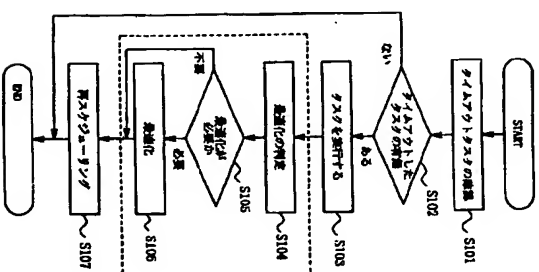 START
タイムアウトタスクの確認
S101
タイムアウトした
タスクの有無
S102
ない
ある
タスクを実行する
S103
最適化の判定
S104
最適化が
必要か
S105
不要
必要
最適化
S106
再スケジューリング
S107
END